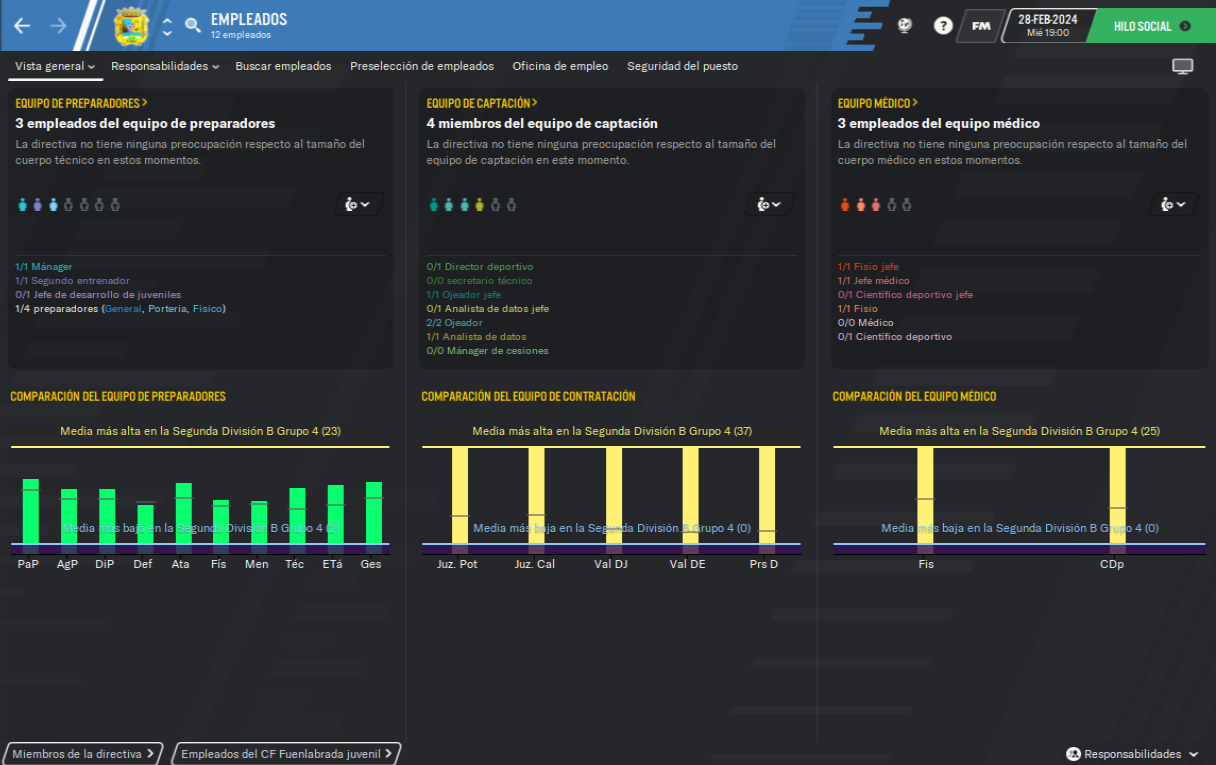 EMPLEADOS
12 empleados
FM
28-FEB-2024
Mié 19:00
HILO SOCIAL
Vista general
Responsabilidades
Buscar empleados
Preselección de empleados
Oficina de empleo
Seguridad del puesto
EQUIPO DE PREPARADORES
3 empleados del equipo de preparadores
La directiva no tiene ninguna preocupación respecto al tamaño del
cuerpo técnico en estos momentos.
1/1 Mánager
1/1 Segundo entrenador
0/1 Jefe de desarrollo de juveniles
1/4 preparadores (General, Portería, Físico)
EQUIPO DE CAPTACIÓN
4 miembros del equipo de captación
La directiva no tiene ninguna preocupación respecto al tamaño del
equipo de captación en este momento.
0/1 Director deportivo
0/0 secretario técnico
1/1 Ojeador jefe
0/1 Analista de datos jefe
2/2 Ojeador
1/1 Analista de datos
0/0 Mánager de cesiones
EQUIPO MÉDICO
3 empleados del equipo médico
La directiva no tiene ninguna preocupación respecto al tamaño del
cuerpo médico en estos momentos.
1/1 Fisio jefe
1/1 Jefe médico
0/1 Científico deportivo jefe
1/1 Fisio
0/0 Médico
0/1 Científico deportivo
COMPARACIÓN DEL EQUIPO DE PREPARADORES
Media más alta en la Segunda División B Grupo 4 (23)
Media más baja en la Segunda División B Grupo 4 (2)
PaP AgP DiP Def Ata Fís Men Téc ETá Ges
COMPARACIÓN DEL EQUIPO DE CONTRATACIÓN
Media más alta en la Segunda División B Grupo 4 (37)
Media más baja en la Segunda División B Grupo 4 (0)
Juz. Pot Juz. Cal Val DJ Val DE Prs D
COMPARACIÓN DEL EQUIPO MÉDICO
Media más alta en la Segunda División B Grupo 4 (25)
Media más baja en la Segunda División B Grupo 4 (0)
Fis CDp
Miembros de la directiva
Empleados del CF Fuenlabrada juvenil
Responsabilidades